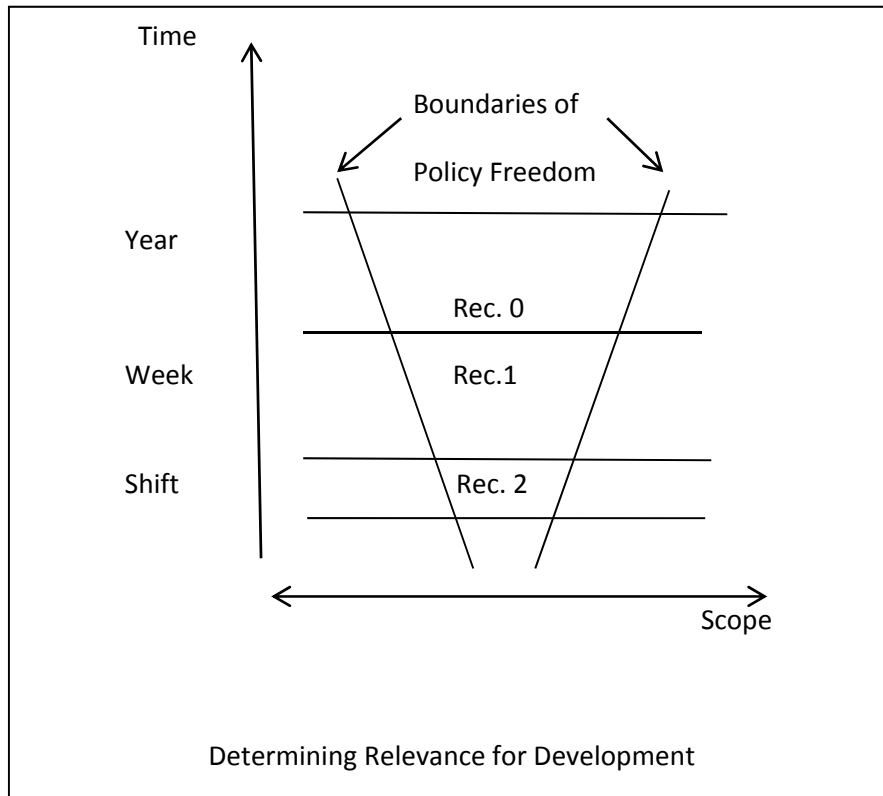 Time
Boundaries of
Policy Freedom
Year
Rec. 0
Week
Rec.1
Shift
Rec. 2
Scope
Determining Relevance for Development